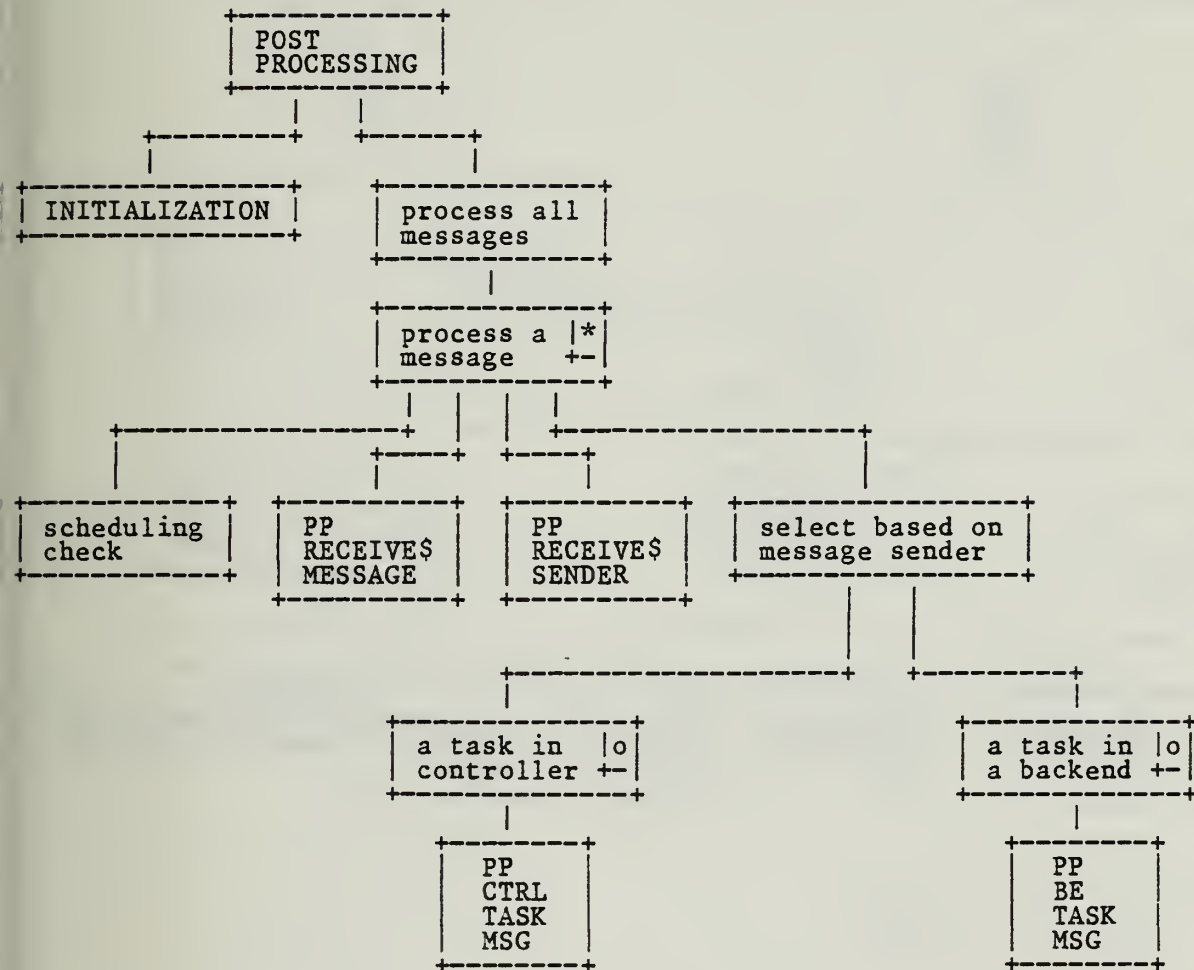 POST
PROCESSING
INITIALIZATION
process all
messages
process a *
message
scheduling
check
PP
RECEIVE$
MESSAGE
PP
RECEIVE$
SENDER
select based on
message sender
a task in o
controller
a task in o
a backend
PP
CTRL
TASK
MSG
PP
BE
TASK
MSG